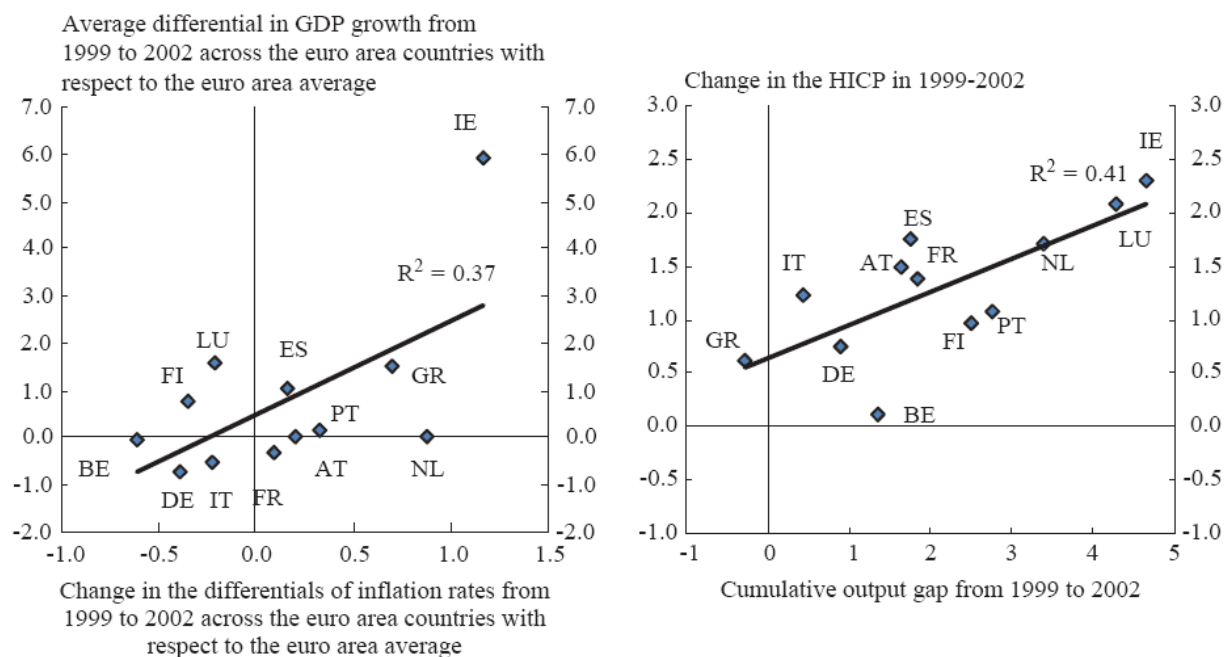 Average differential in GDP growth from
1999 to 2002 across the euro area countries with
respect to the euro area average
7.0 7.0
IE
6.0 6.0
5.0 5.0
4.0 4.0
R2 = 0.37
3.0 3.0
LU ES
2.0 2.0
FI GR
1.0 1.0
PT
0.0 0.0
BE AT NL
DE IT FR
-1.0 -1.0
-2.0 -2.0
-1.0 -0.5 0.0 0.5 1.0 1.5
Change in the differentials of inflation rates from
1999 to 2002 across the euro area countries with
respect to the euro area average
Change in the HICP in 1999-2002
3.0 3.0
IE
2.5 2.5
R2 = 0.41
2.0 2.0
ES
LU
IT AT FR NL
1.5 1.5
1.0 1.0
GR FI PT
DE
0.5 0.5
BE
0.0 0.0
-0.5 -0.5
-1.0 -1.0
-1 0 1 2 3 4 5
Cumulative output gap from 1999 to 2002